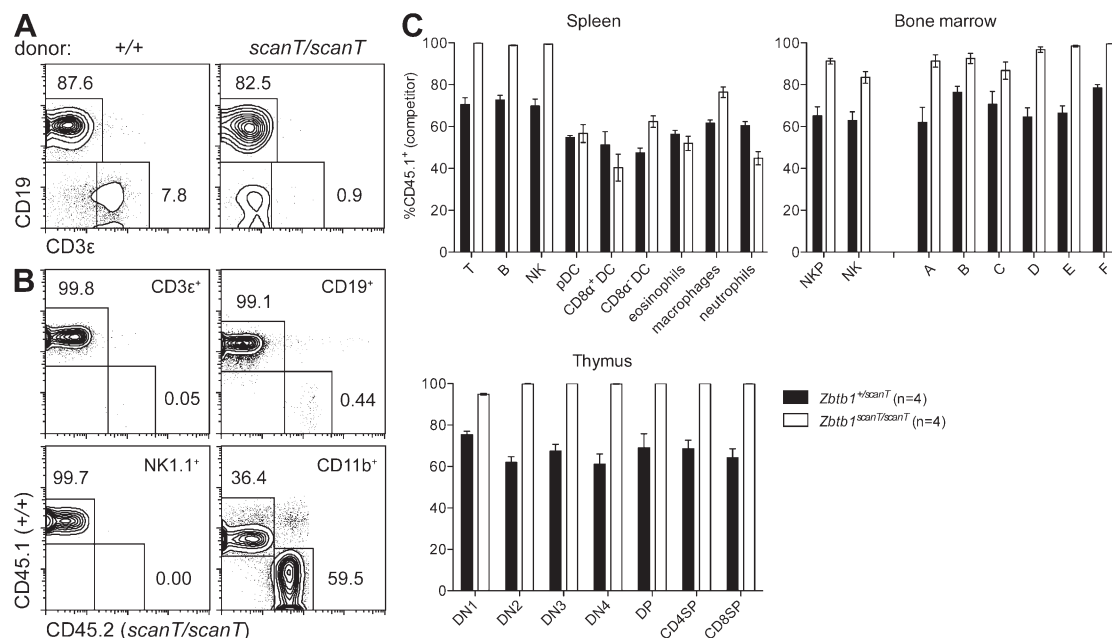 A
donor: +/+ scanT/scanT
87.6
82.5
7.8
0.9
CD19
CD3ε
B
99.8
CD3ε⁺
0.05
99.1
CD19⁺
0.44
99.7
NK1.1⁺
0.00
36.4
CD11b⁺
59.5
CD45.1 (+/+)
CD45.2 (scanT/scanT)
C
Spleen
%CD45.1⁺ (competitor)
100
80
60
40
20
0
T B NK pDC CD8α⁺ DC CD8α⁻ DC eosinophils macrophages neutrophils
Bone marrow
100
80
60
40
20
0
NKP NK A B C D E F
Thymus
100
80
60
40
20
0
DN1 DN2 DN3 DN4 DP CD4SP CD8SP
Zbtb1⁺/scanT (n=4)
Zbtb1scanT/scanT (n=4)